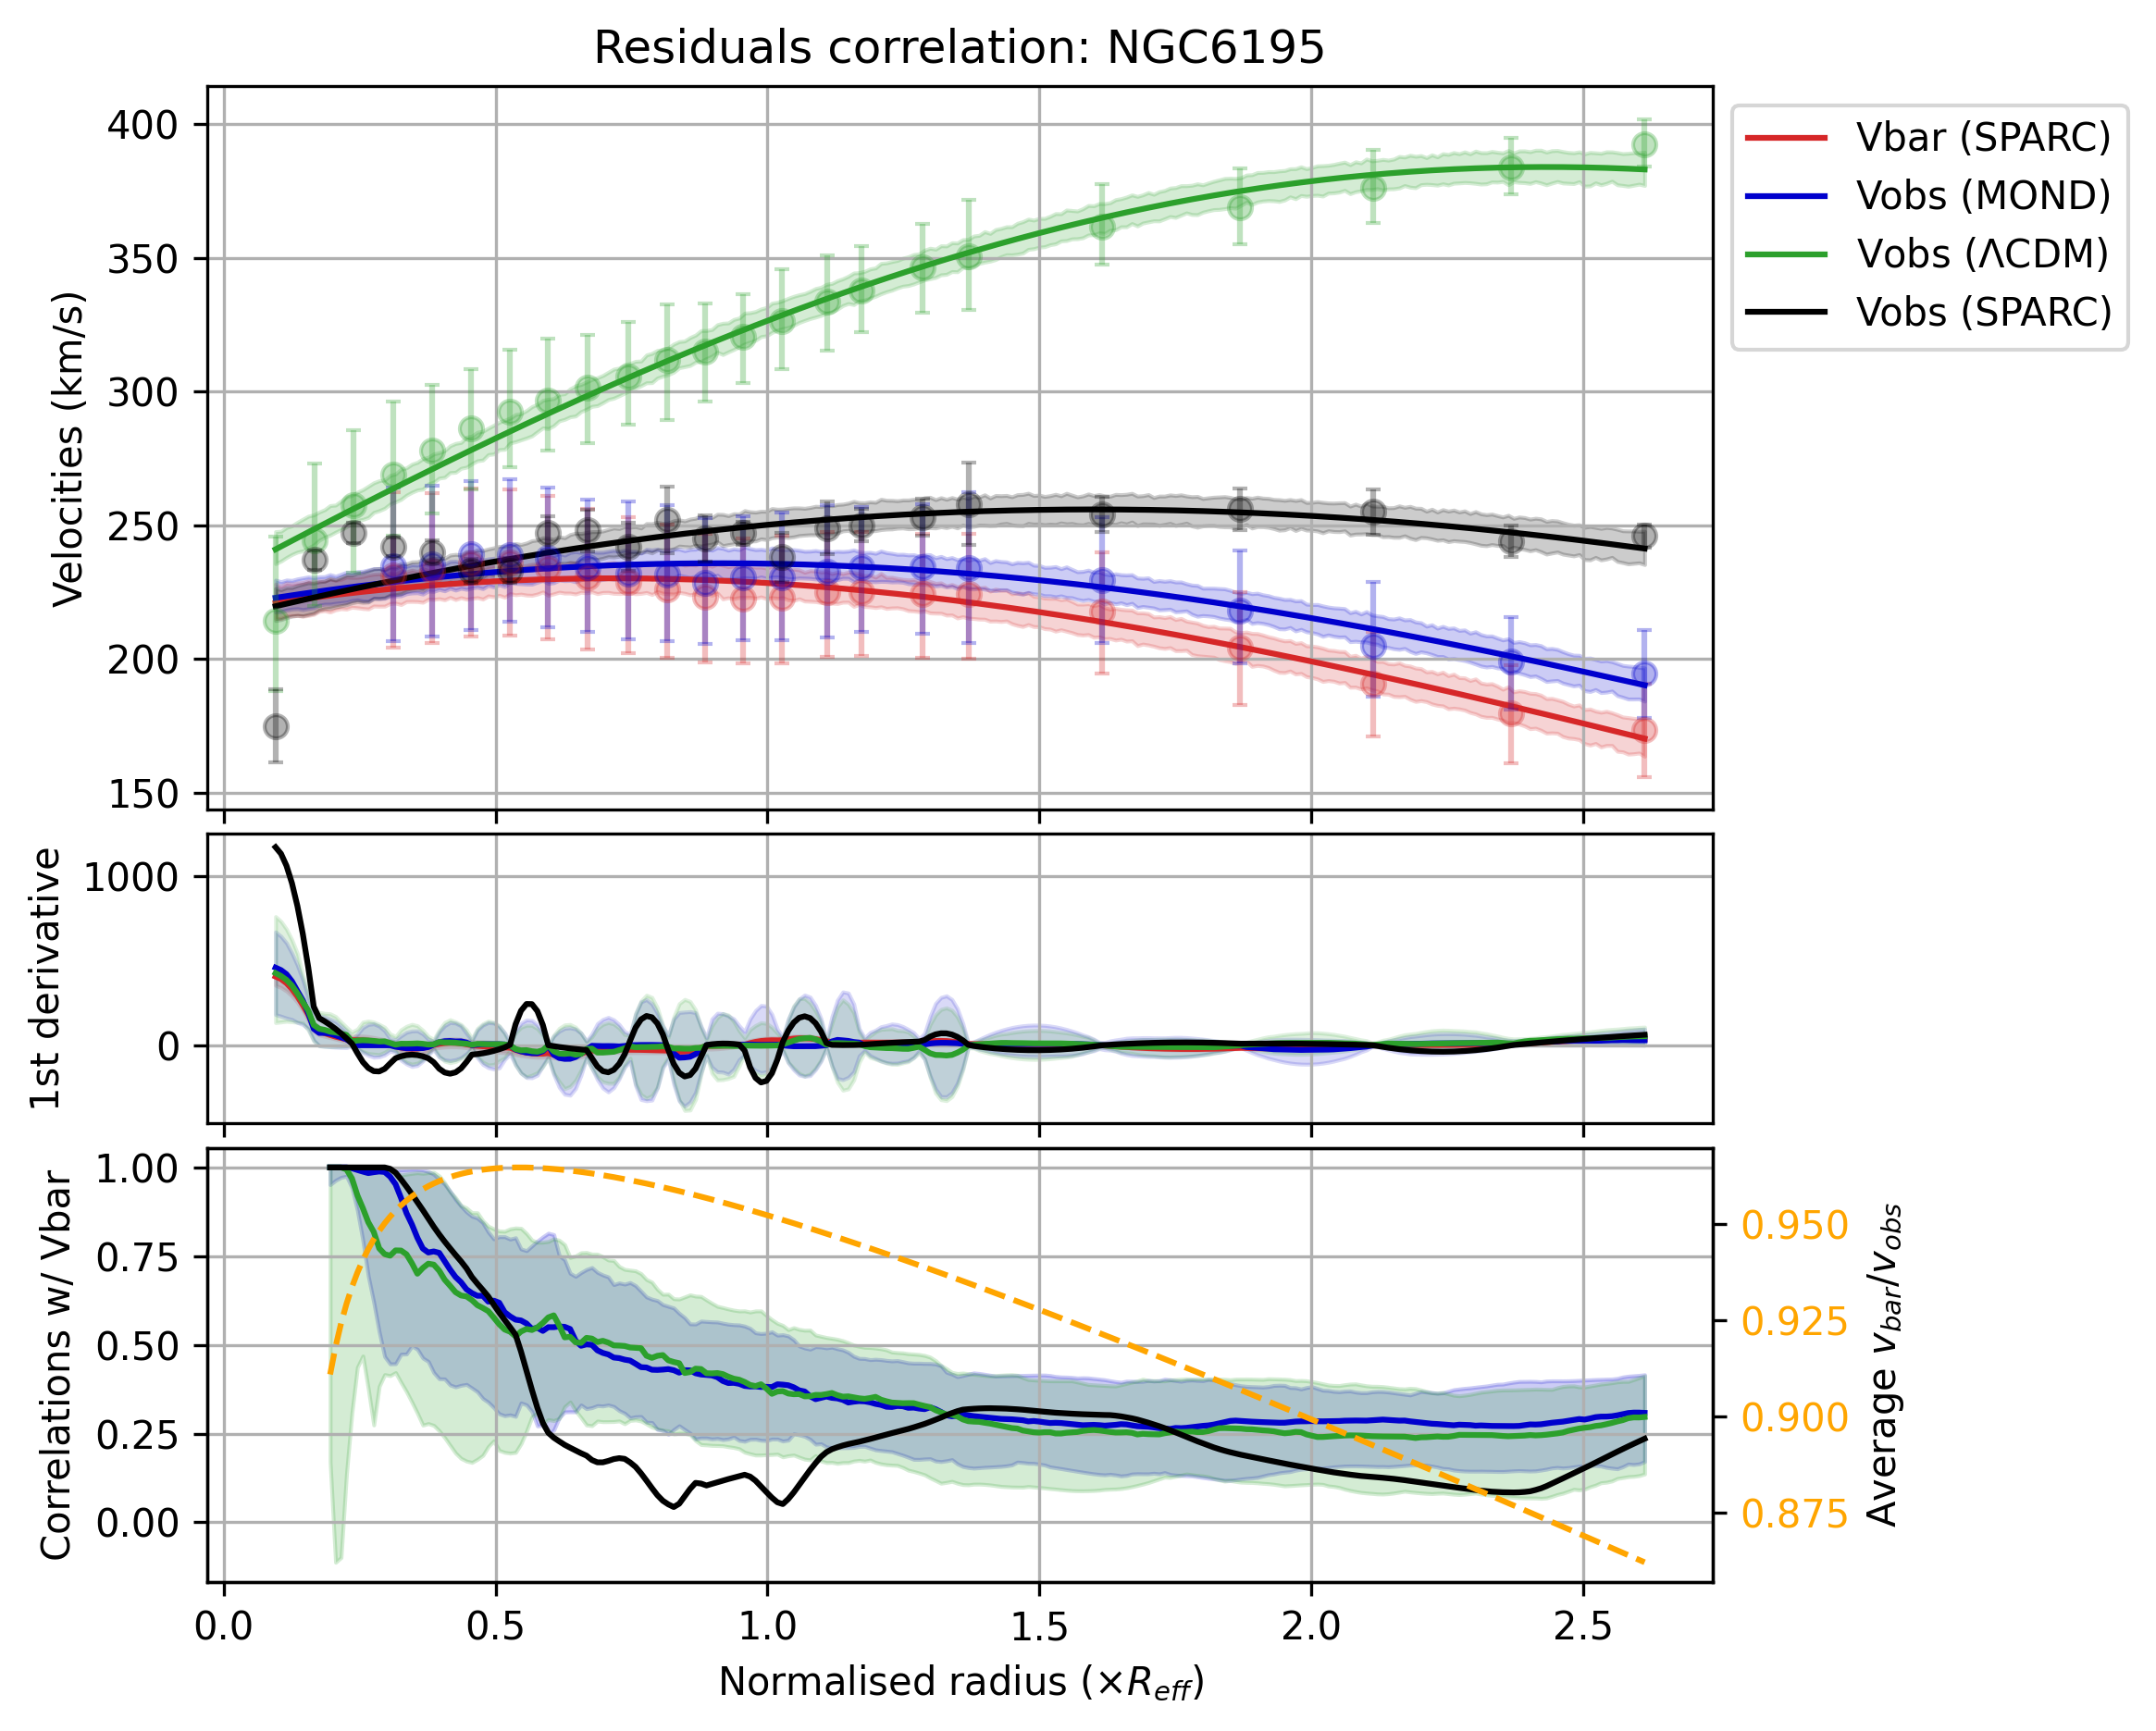 Residuals correlation: NGC6195
Velocities (km/s)
400
350
300
250
200
150
Vbar (SPARC)
Vobs (MOND)
Vobs (ΛCDM)
Vobs (SPARC)
1st derivative
1000
0
Correlations w/ Vbar
1.00
0.75
0.50
0.25
0.00
0.950
0.925
0.900
0.875
Average v_{bar}/v_{obs}
0.0 0.5 1.0 1.5 2.0 2.5
Normalised radius (×R_{eff})